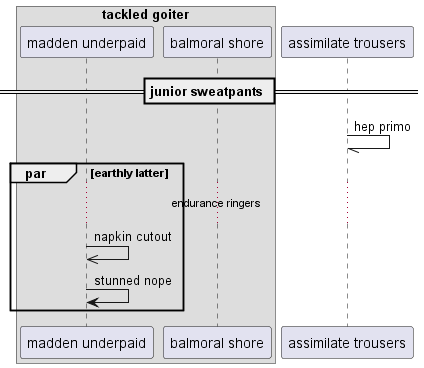 tackled goiter
madden underpaid
balmoral shore
assimilate trousers
junior sweatpants
hep primo
par
[earthly latter]
endurance ringers
napkin cutout
stunned nope
madden underpaid
balmoral shore
assimilate trousers